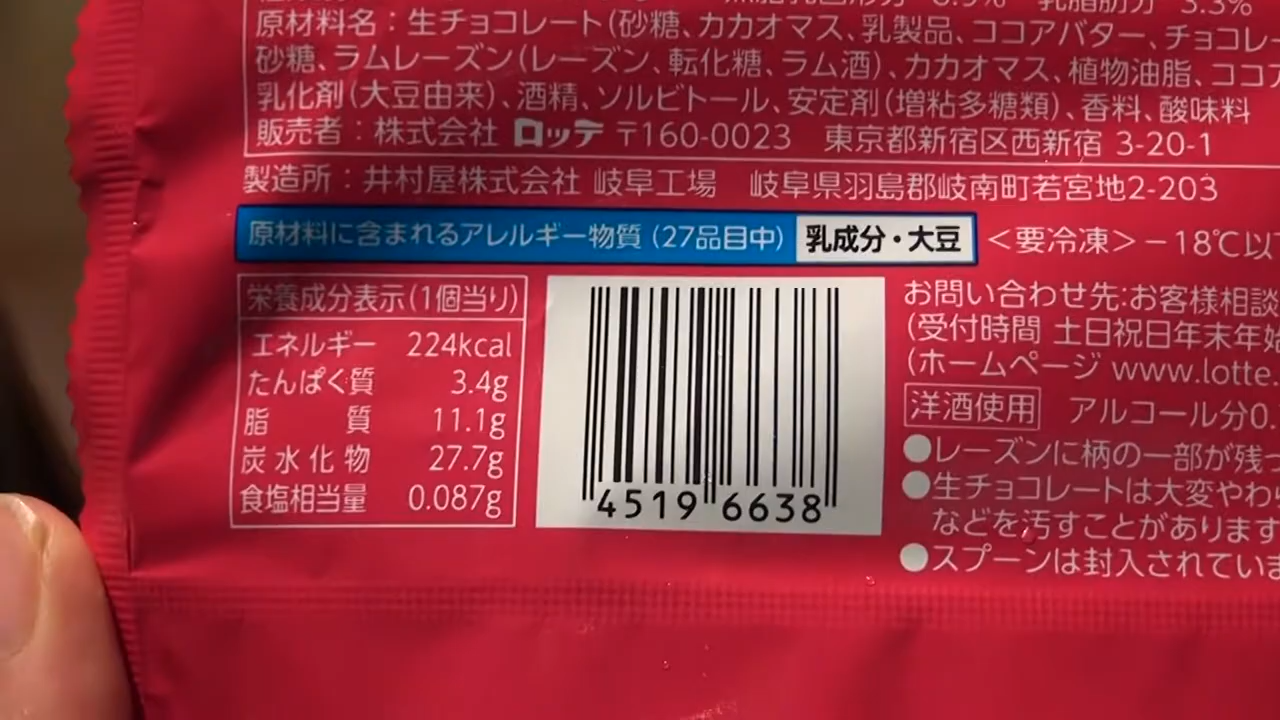 原材料名：生チョコレート(砂糖、カカオマス、乳製品、ココアバター、チョコレー
砂糖、ラムレーズン(レーズン、転化糖、ラム酒)、カカオマス、植物油脂、ココア
乳化剤(大豆由来)、酒精、ソルビトール、安定剤(増粘多糖類)、香料、酸味料
販売者：株式会社 ロッテ 〒160-0023 東京都新宿区西新宿 3-20-1
製造所：井村屋株式会社 岐阜工場 岐阜県羽島郡岐南町若宮地2-203
原材料に含まれるアレルギー物質(27品目中) 乳成分・大豆 <要冷凍>−18℃以下
栄養成分表示(1個当り)
エネルギー 224kcal
たんぱく質 3.4g
脂質 11.1g
炭水化物 27.7g
食塩相当量 0.087g
4519 6638
お問い合わせ先:お客様相談
(受付時間 土日祝日年末年始
(ホームページ www.lotte.
洋酒使用 アルコール分0.
●レーズンに柄の一部が残っ
●生チョコレートは大変やわら
などを汚すことがあります
●スプーンは封入されていま